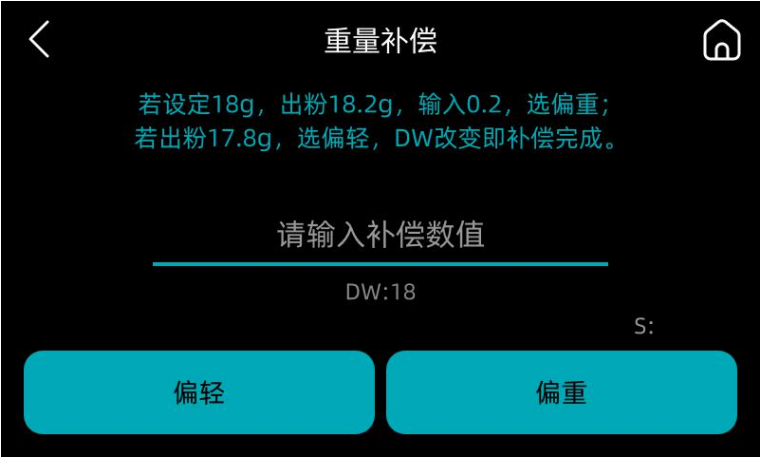 重量补偿
若设定18g，出粉18.2g，输入0.2，选偏重；
若出粉17.8g，选偏轻，DW改变即补偿完成。
请输入补偿数值
DW:18
S:
偏轻
偏重